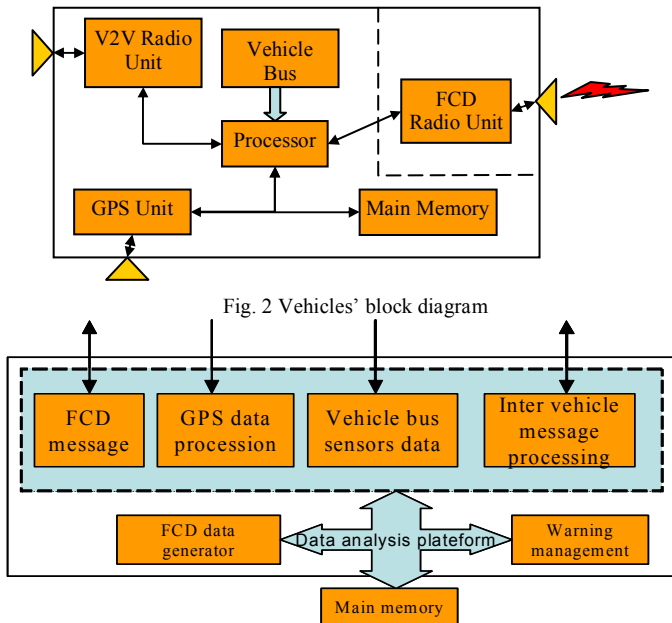 V2V Radio
Unit
Vehicle
Bus
FCD
Radio Unit
Processor
GPS Unit
Main Memory
Fig. 2 Vehicles' block diagram
FCD
message
GPS data
procession
Vehicle bus
sensors data
Inter vehicle
message
processing
FCD data
generator
Data analysis plateform
Warning
management
Main memory